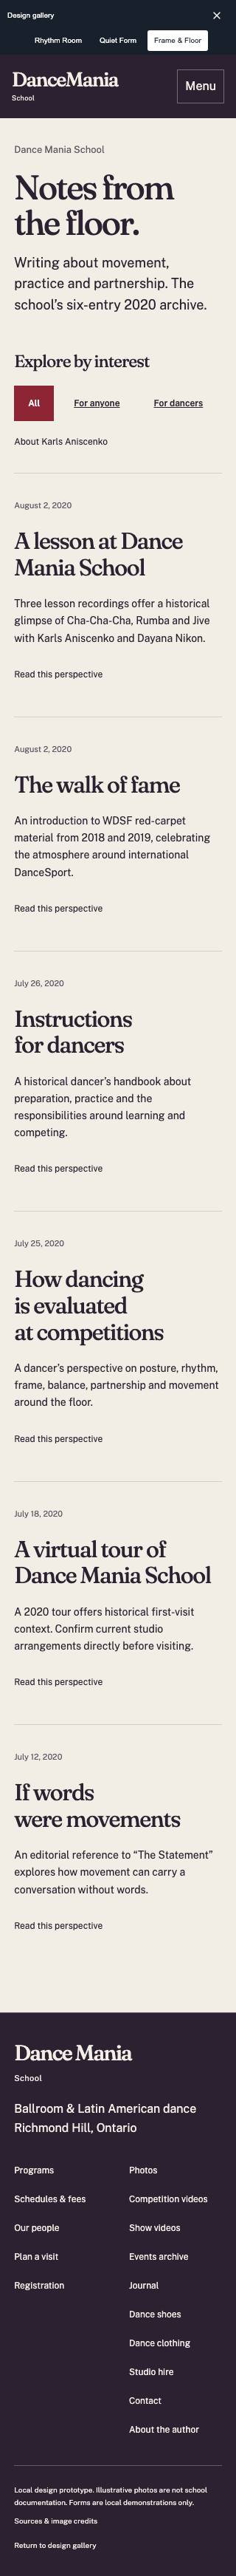 Design gallery
×
Rhythm Room Quiet Form Frame & Floor
DanceMania
School
Menu
Dance Mania School
Notes from
the floor.
Writing about movement,
practice and partnership. The
school’s six-entry 2020 archive.
Explore by interest
All For anyone For dancers
About Karls Aniscenko
August 2, 2020
A lesson at Dance
Mania School
Three lesson recordings offer a historical
glimpse of Cha-Cha-Cha, Rumba and Jive
with Karls Aniscenko and Dayana Nikon.
Read this perspective
August 2, 2020
The walk of fame
An introduction to WDSF red-carpet
material from 2018 and 2019, celebrating
the atmosphere around international
DanceSport.
Read this perspective
July 26, 2020
Instructions
for dancers
A historical dancer’s handbook about
preparation, practice and the
responsibilities around learning and
competing.
Read this perspective
July 25, 2020
How dancing
is evaluated
at competitions
A dancer’s perspective on posture, rhythm,
frame, balance, partnership and movement
around the floor.
Read this perspective
July 18, 2020
A virtual tour of
Dance Mania School
A 2020 tour offers historical first-visit
context. Confirm current studio
arrangements directly before visiting.
Read this perspective
July 12, 2020
If words
were movements
An editorial reference to “The Statement”
explores how movement can carry a
conversation without words.
Read this perspective
Dance Mania
School
Ballroom & Latin American dance
Richmond Hill, Ontario
Programs Photos
Schedules & fees Competition videos
Our people Show videos
Plan a visit Events archive
Registration Journal
Dance shoes
Dance clothing
Studio hire
Contact
About the author
Local design prototype. Illustrative photos are not school
documentation. Forms are local demonstrations only.
Sources & image credits
Return to design gallery